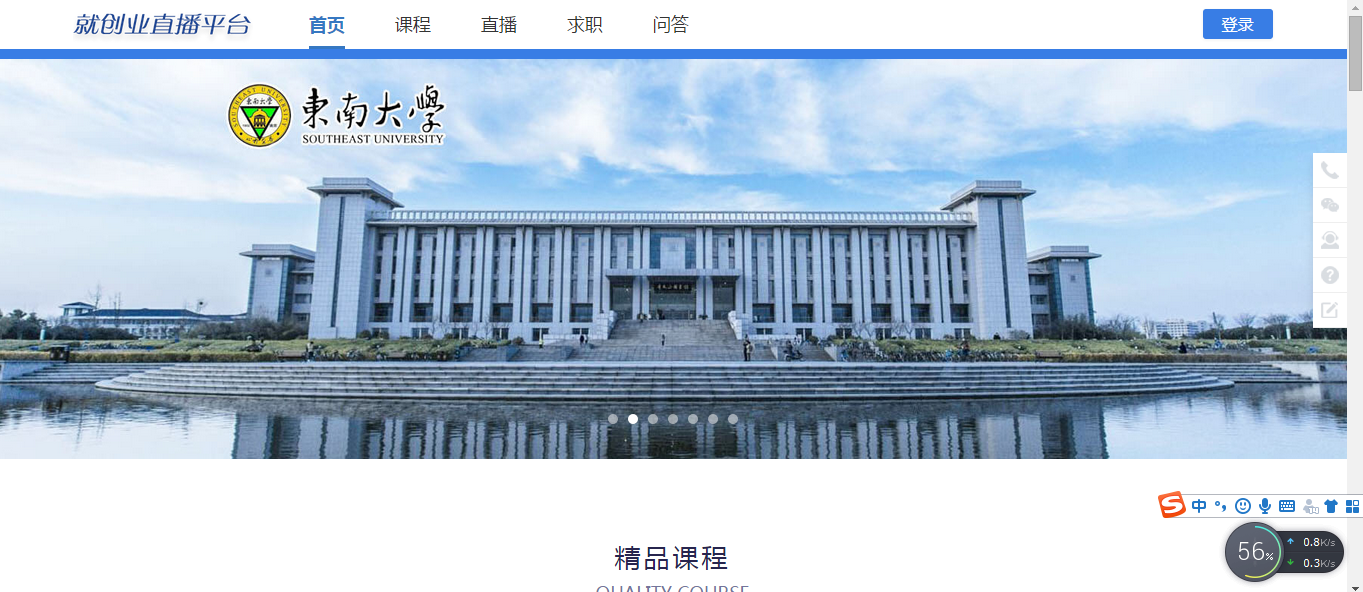 就创业直播平台
首页 课程 直播 求职 问答
登录
東南大學
SOUTHEAST UNIVERSITY
中
56%
0.8K/s
0.3K/s
精品课程
QUALITY COURSE